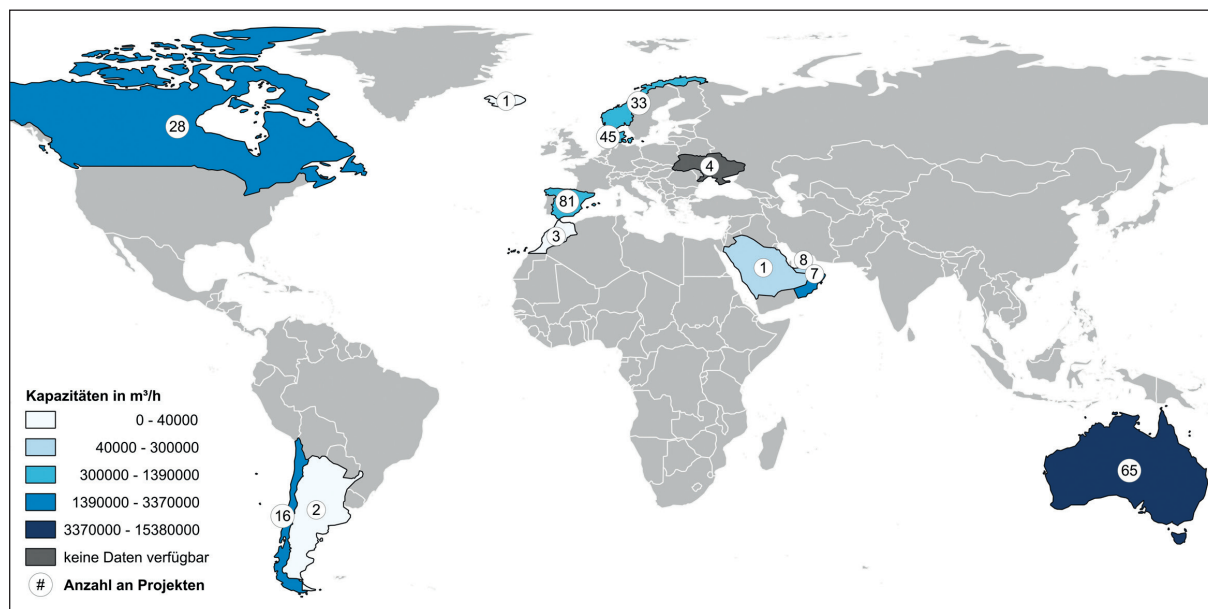 1
33
28
45
4
81
3
8
1
7
65
16
2
Kapazitäten in m³/h
0 - 40000
40000 - 300000
300000 - 1390000
1390000 - 3370000
3370000 - 15380000
keine Daten verfügbar
# Anzahl an Projekten